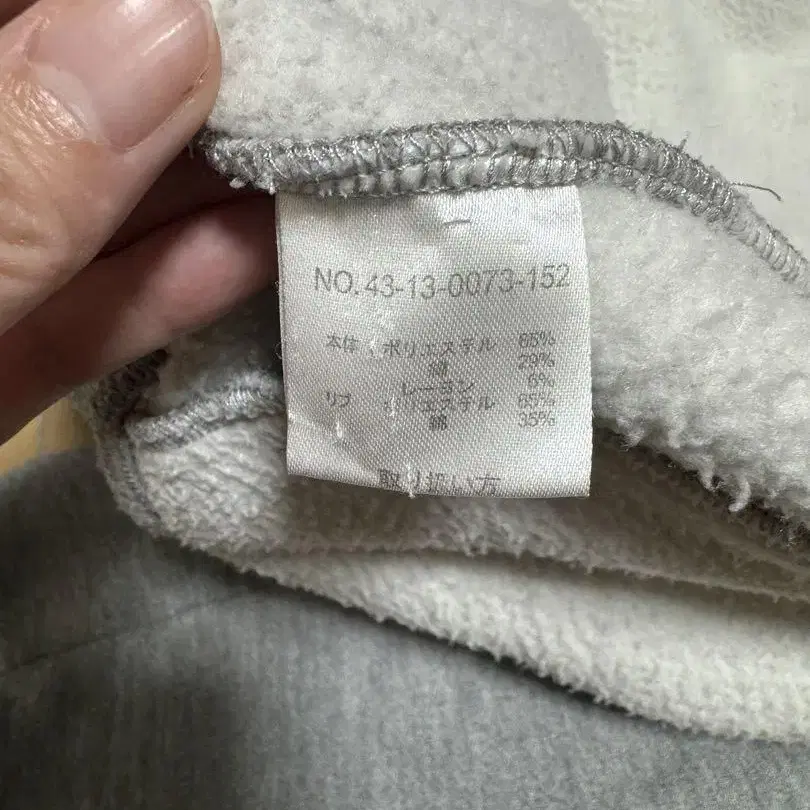 NO.43-13-0073-152
本体 ポリエステル 65%
綿 29%
レーヨン 6%
リブ ポリエステル 65%
綿 35%
取り扱い方